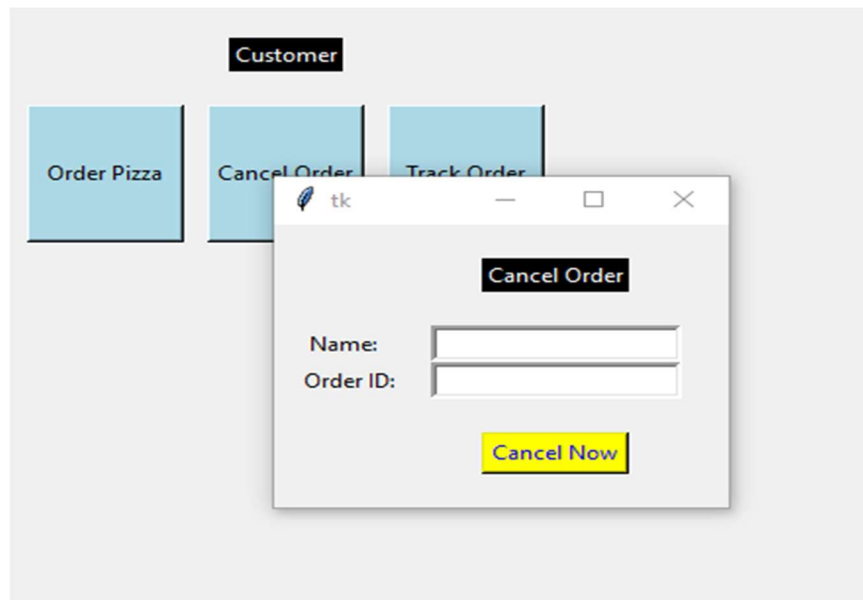 Customer
Order Pizza
Cancel Order
Track Order
tk
Cancel Order
Name:
Order ID:
Cancel Now